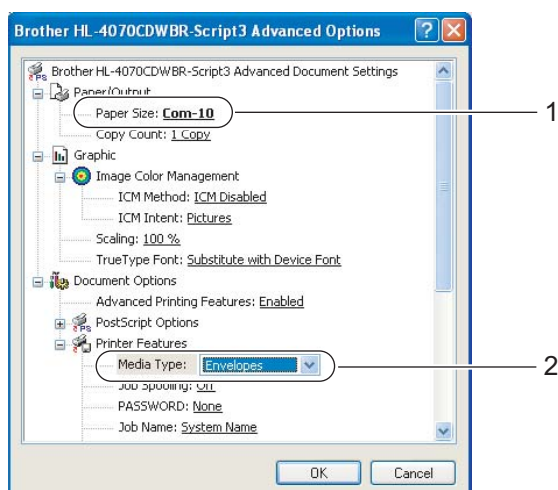 Brother HL-4070CDWBR-Script3 Advanced Options
Brother HL-4070CDWBR-Script3 Advanced Document Settings
Paper/Output
Paper Size: Com-10
1
Copy Count: 1 Copy
Graphic
Image Color Management
ICM Method: ICM Disabled
ICM Intent: Pictures
Scaling: 100 %
TrueType Font: Substitute with Device Font
Document Options
Advanced Printing Features: Enabled
PostScript Options
Printer Features
Media Type: Envelopes
2
Job Spooling: Off
PASSWORD: None
Job Name: System Name
OK
Cancel